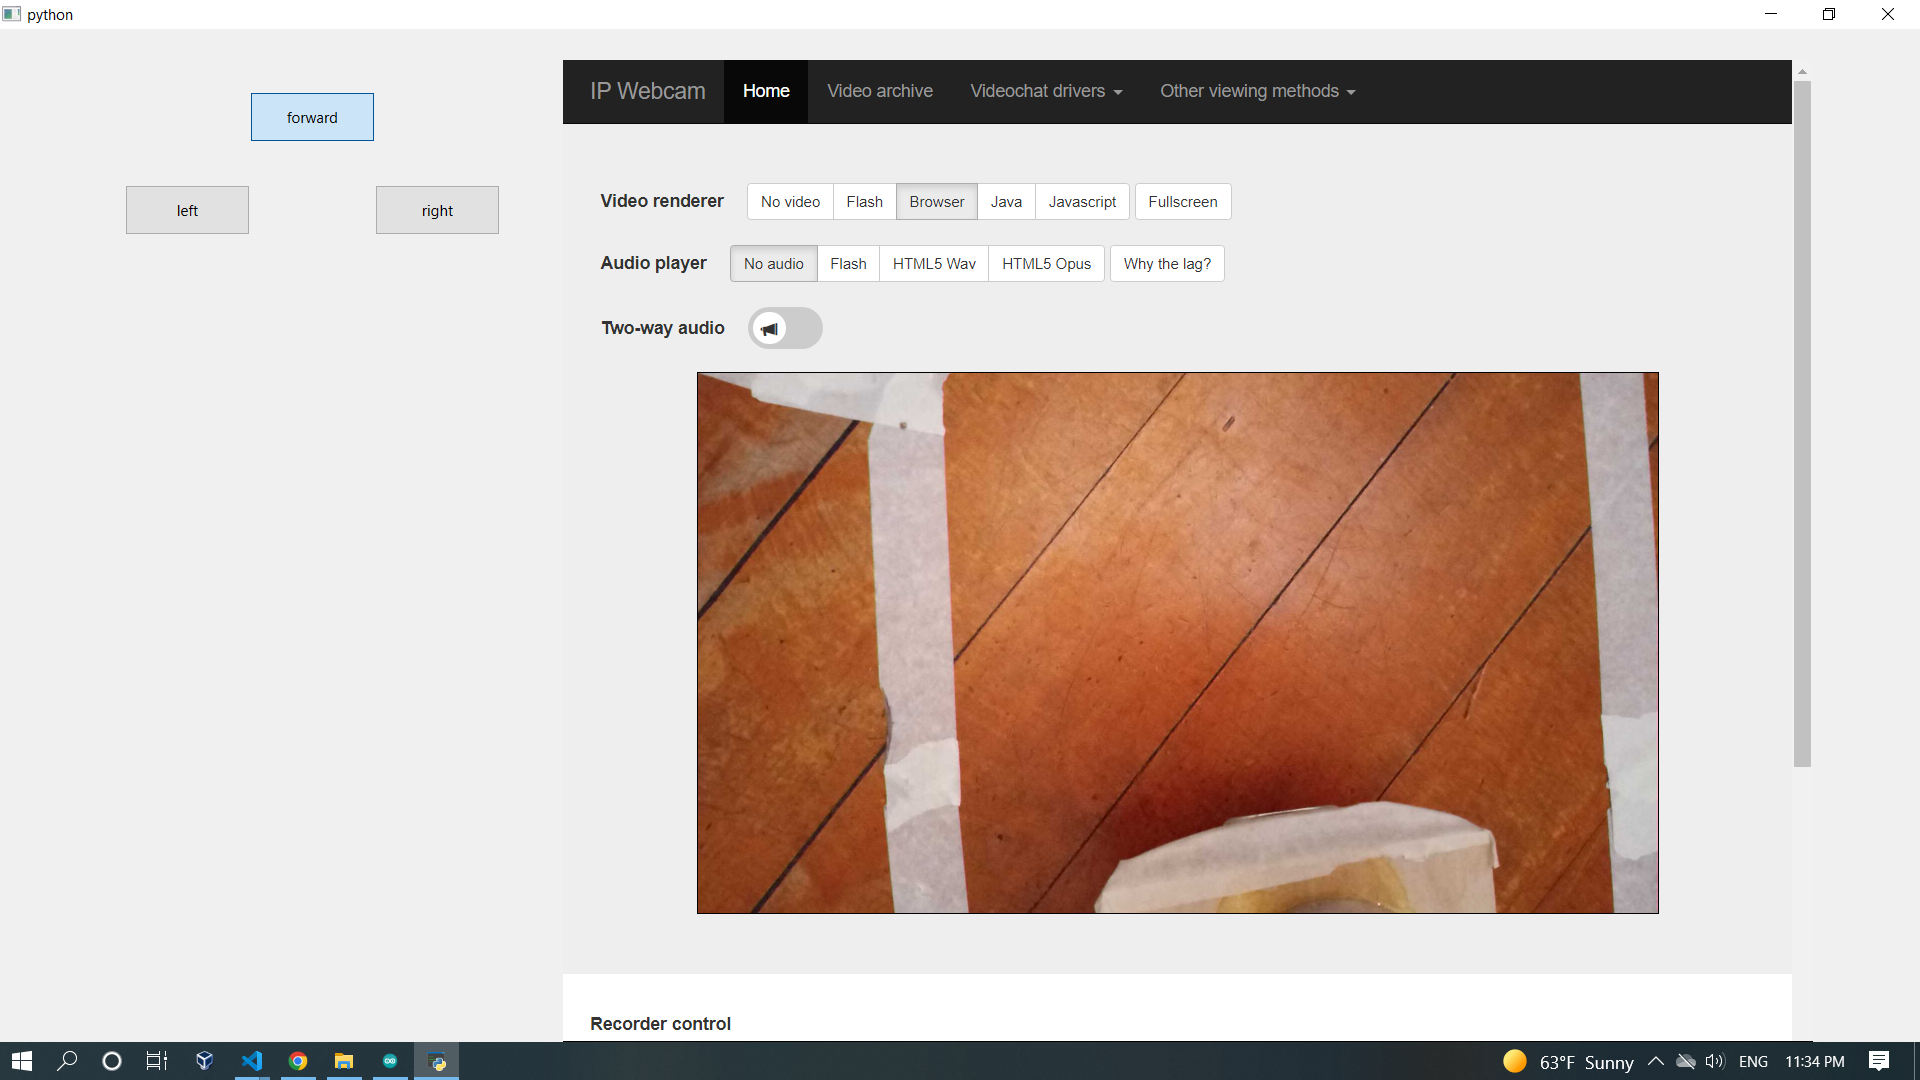 python
forward
left
right
IP Webcam Home Video archive Videochat drivers Other viewing methods
Video renderer No video Flash Browser Java Javascript Fullscreen
Audio player No audio Flash HTML5 Wav HTML5 Opus Why the lag?
Two-way audio
Recorder control
63°F Sunny ENG 11:34 PM